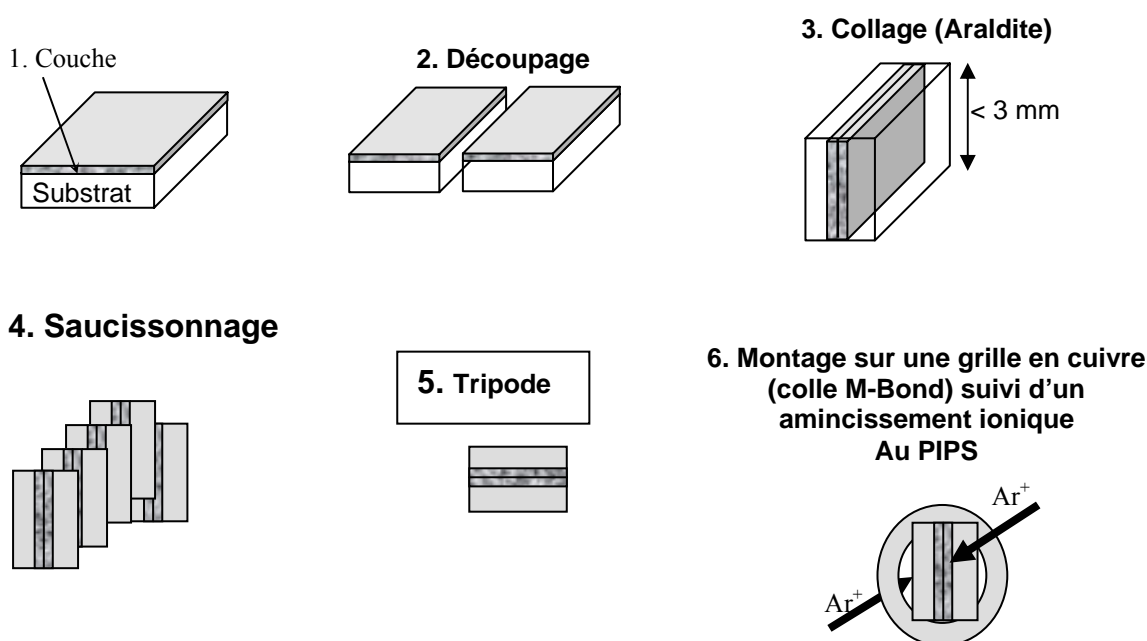 1. Couche
Substrat
2. Découpage
3. Collage (Araldite)
< 3 mm
4. Saucissonnage
5. Tripode
6. Montage sur une grille en cuivre
(colle M-Bond) suivi d’un
amincissement ionique
Au PIPS
Ar+
Ar+